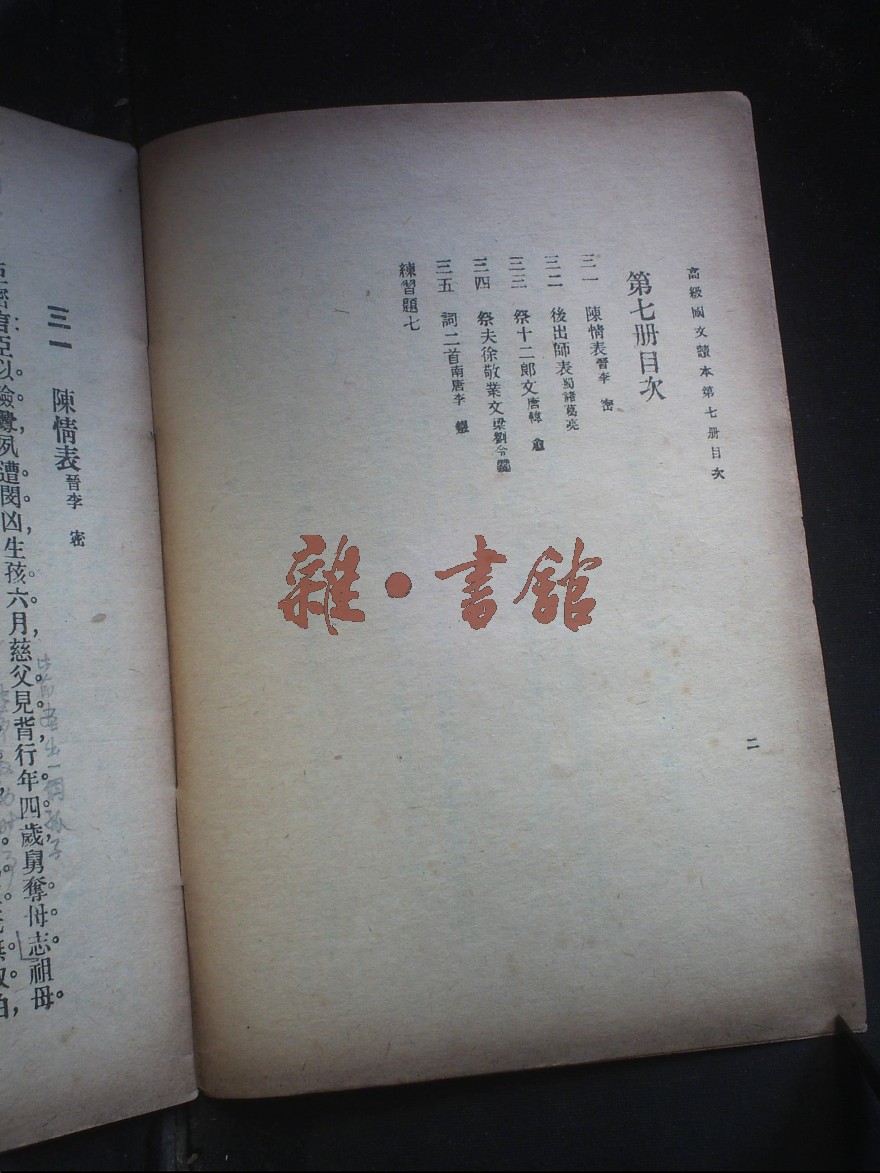 高級國文讀本第七册目次
第七册目次
三一 陳情表晉李 密
三二 後出師表蜀諸葛亮
三三 祭十二郎文唐韓 愈
三四 祭夫徐敬業文梁劉令嫺
三五 詞二首南唐李 煜
練習題七
二
雜·書館
三一 陳情表晉李 密
臣密言臣以險釁夙遭閔凶。生孩六月，慈父見背。行年四歲，舅奪母志。祖母